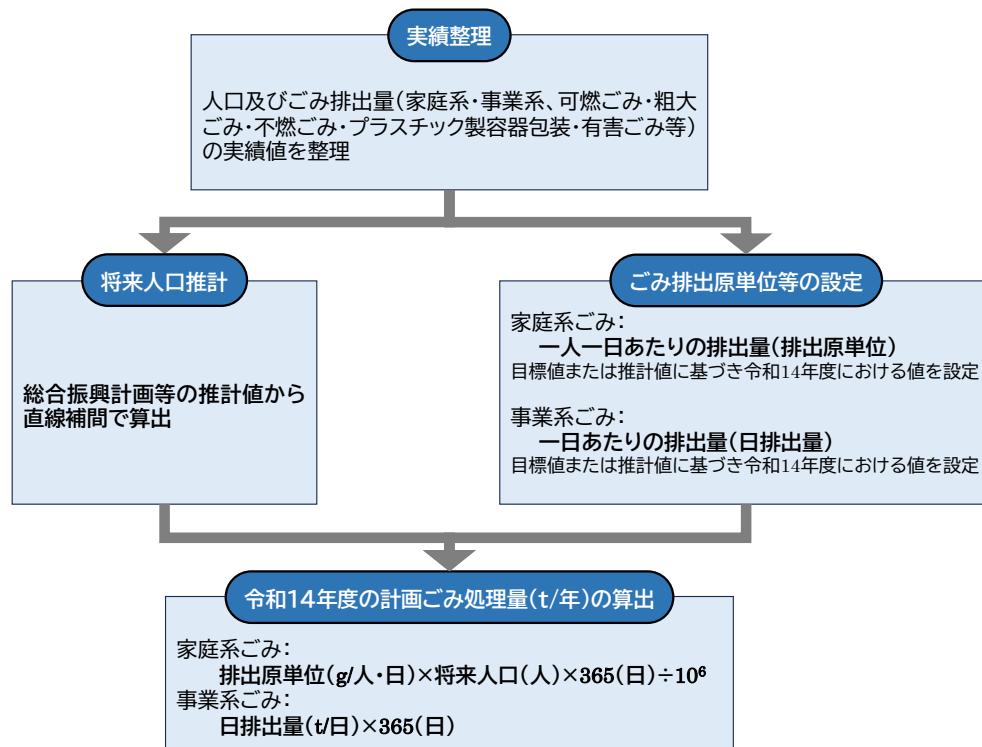 実績整理
人口及びごみ排出量(家庭系・事業系、可燃ごみ・粗大
ごみ・不燃ごみ・プラスチック製容器包装・有害ごみ等)
の実績値を整理
将来人口推計
総合振興計画等の推計値から
直線補間で算出
ごみ排出原単位等の設定
家庭系ごみ:
一人一日あたりの排出量(排出原単位)
目標値または推計値に基づき令和14年度における値を設定
事業系ごみ:
一日あたりの排出量(日排出量)
目標値または推計値に基づき令和14年度における値を設定
令和14年度の計画ごみ処理量(t/年)の算出
家庭系ごみ:
排出原単位(g/人・日)×将来人口(人)×365(日)÷10⁶
事業系ごみ:
日排出量(t/日)×365(日)